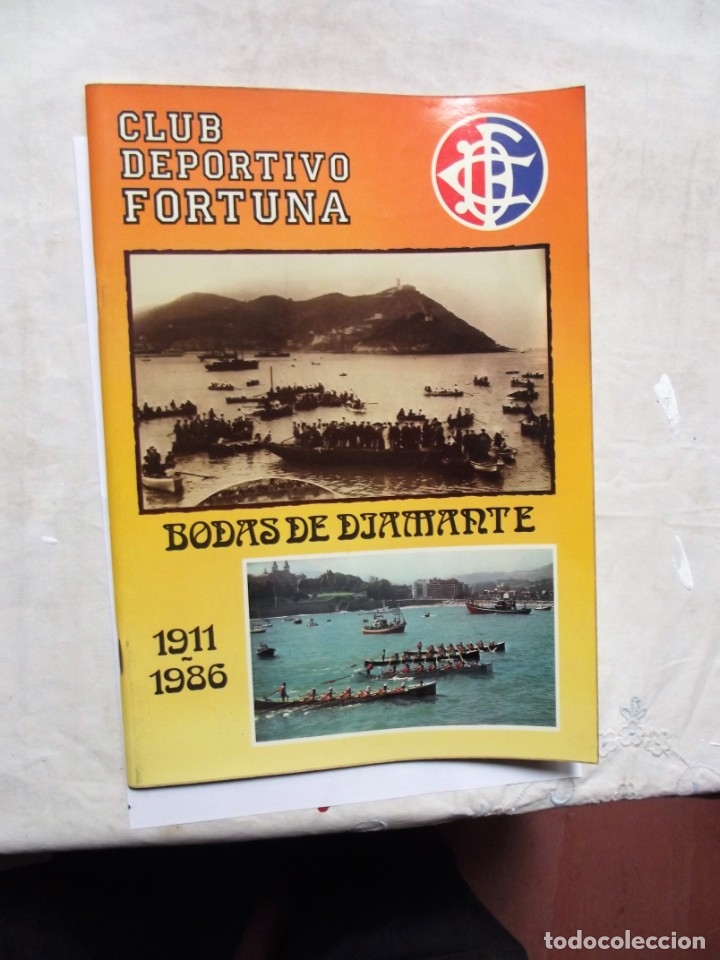 CLUB
DEPORTIVO
FORTUNA
BODAS DE DIAMANTE
1911
~
1986
todocoleccion